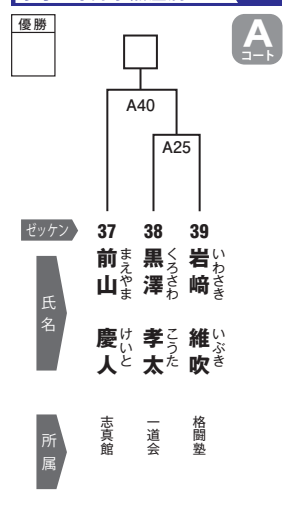 優勝
A
コート
A40
A25
ゼッケン 37 38 39
氏名
前山 慶人
まえやま けいと
黒澤 孝太
くろさわ こうた
岩﨑 維吹
いわさき いぶき
所属
志真館
一道会
格闘塾